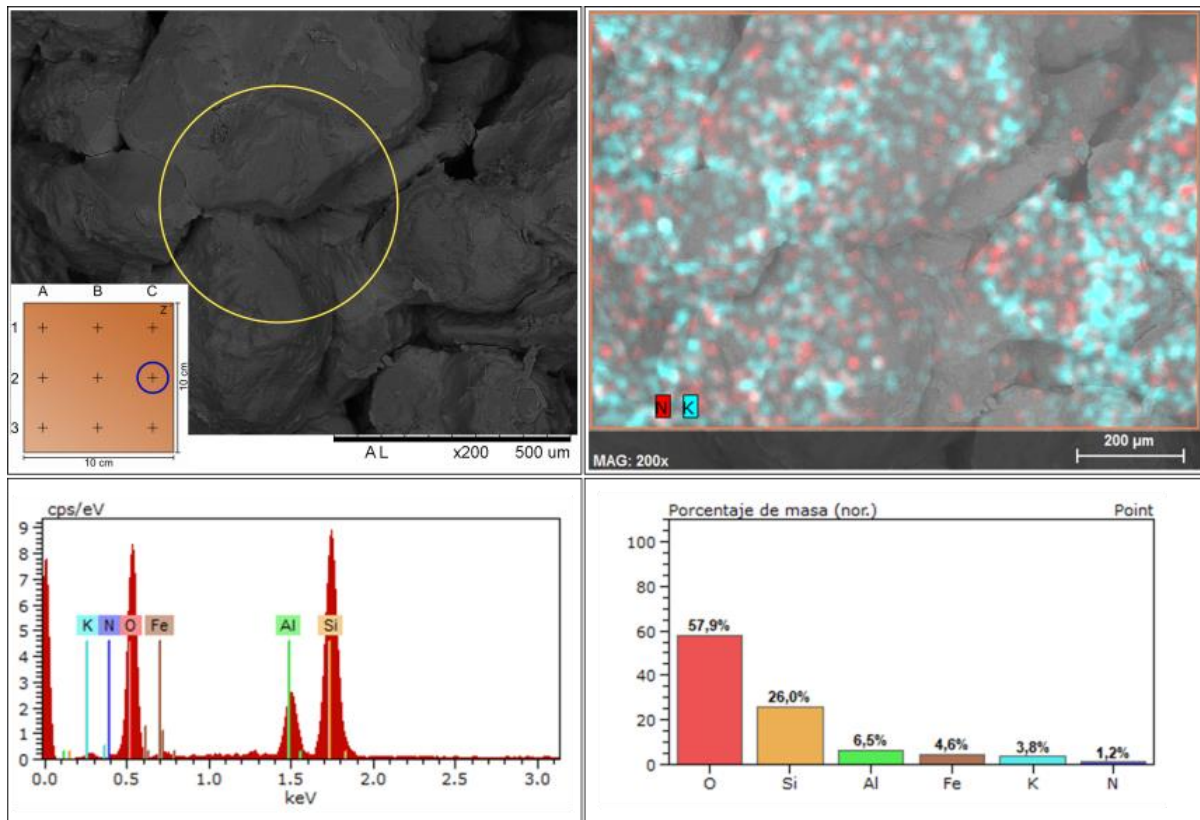 A B C
Z
1
2
3
10 cm
10 cm
A L x200 500 um
N K
MAG: 200x
200 µm
cps/eV
9
8
7
6
5
4
3
2
1
0
K N O Fe Al Si
0.0 0.5 1.0 1.5 2.0 2.5 3.0
keV
Porcentaje de masa (nor.) Point
100
80
60
40
20
0
57,9%
26,0%
6,5%
4,6%
3,8%
1,2%
O Si Al Fe K N